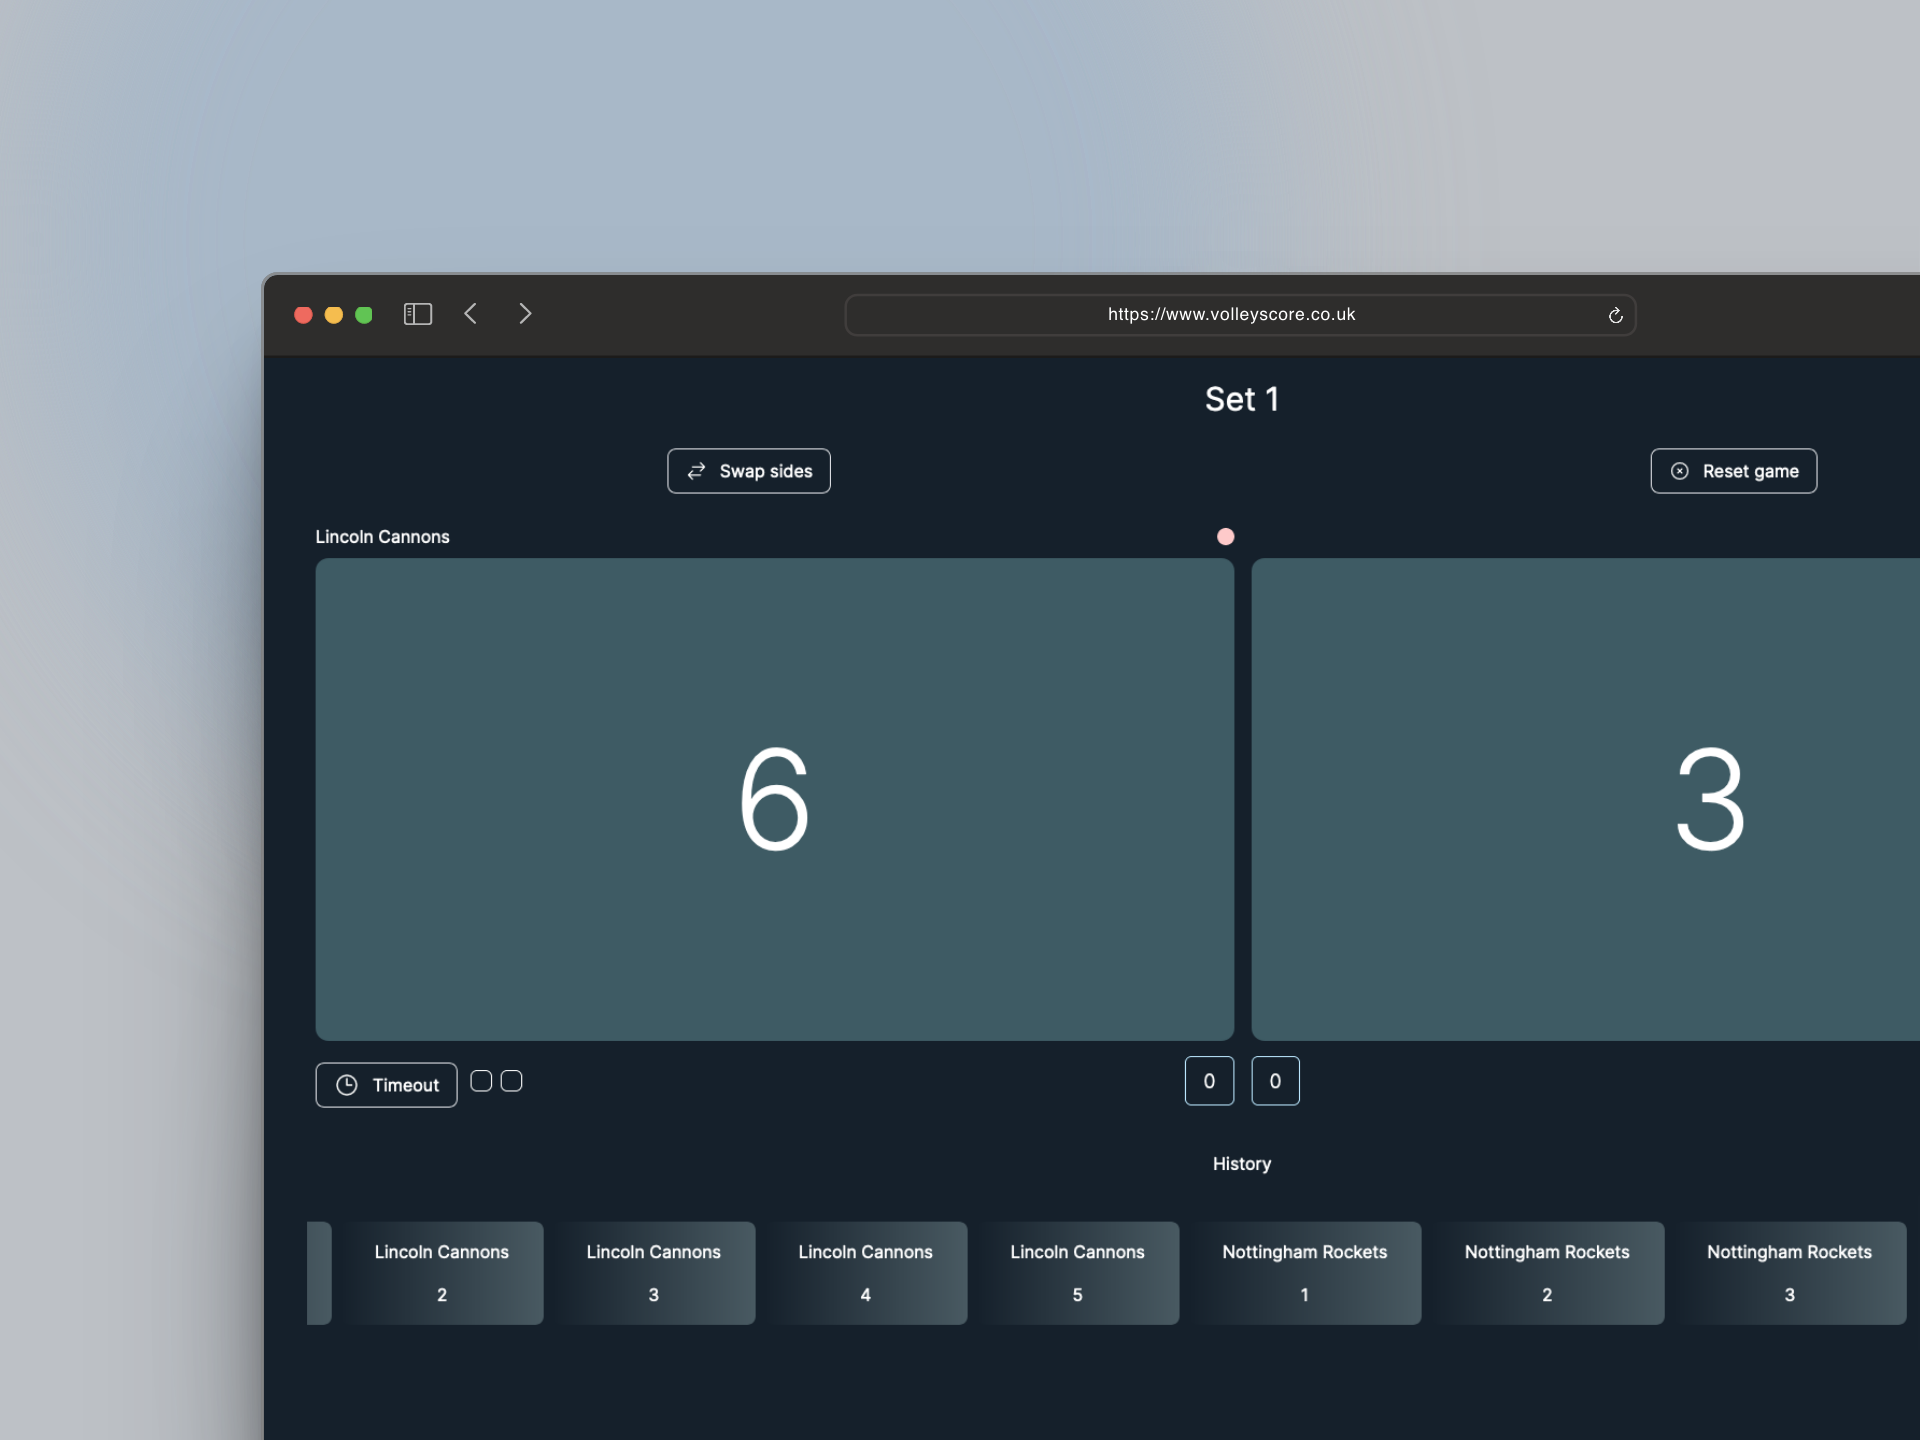 https://www.volleyscore.co.uk
Set 1
Swap sides
Reset game
Lincoln Cannons
6
3
Timeout
0
0
History
Lincoln Cannons
2
Lincoln Cannons
3
Lincoln Cannons
4
Lincoln Cannons
5
Nottingham Rockets
1
Nottingham Rockets
2
Nottingham Rockets
3